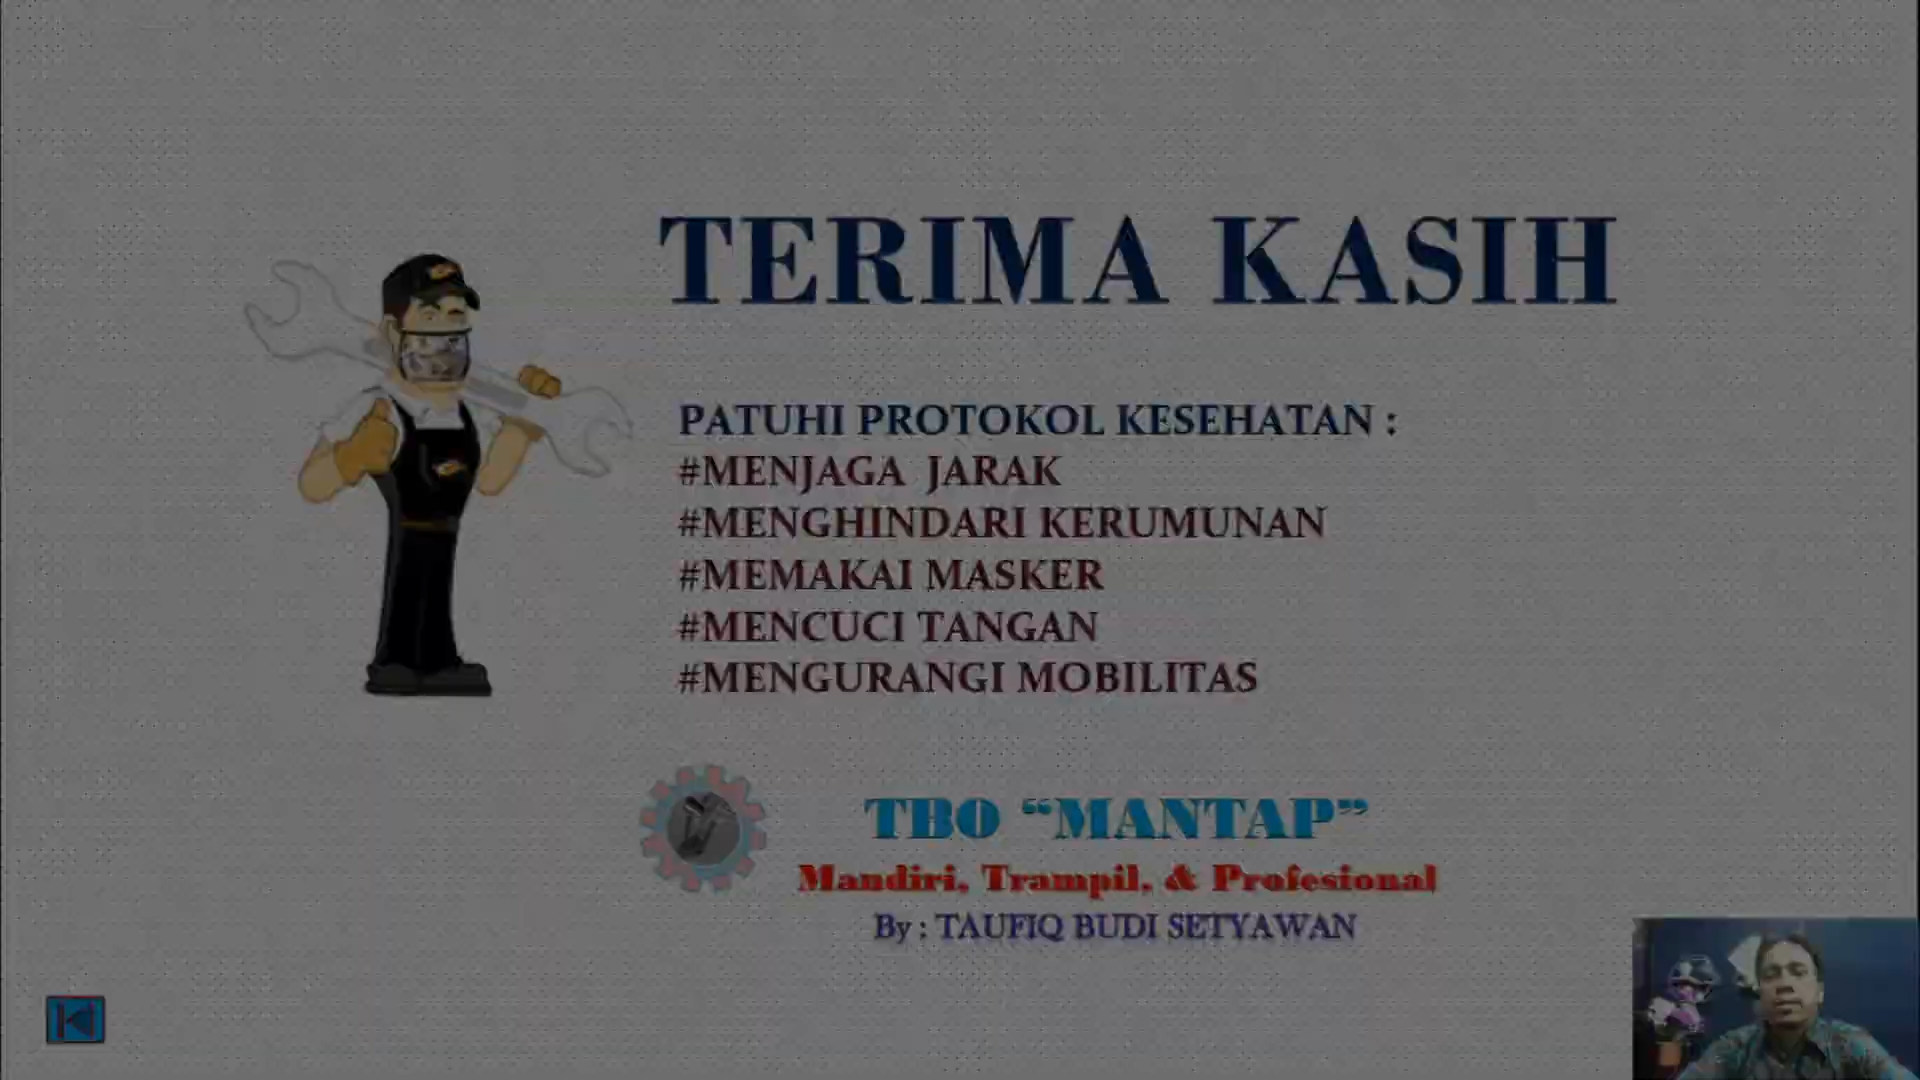 TERIMA KASIH
PATUHI PROTOKOL KESEHATAN :
#MENJAGA JARAK
#MENGHINDARI KERUMUNAN
#MEMAKAI MASKER
#MENCUCI TANGAN
#MENGURANGI MOBILITAS
TBO “MANTAP”
Mandiri, Trampil, & Profesional
By : TAUFIQ BUDI SETYAWAN